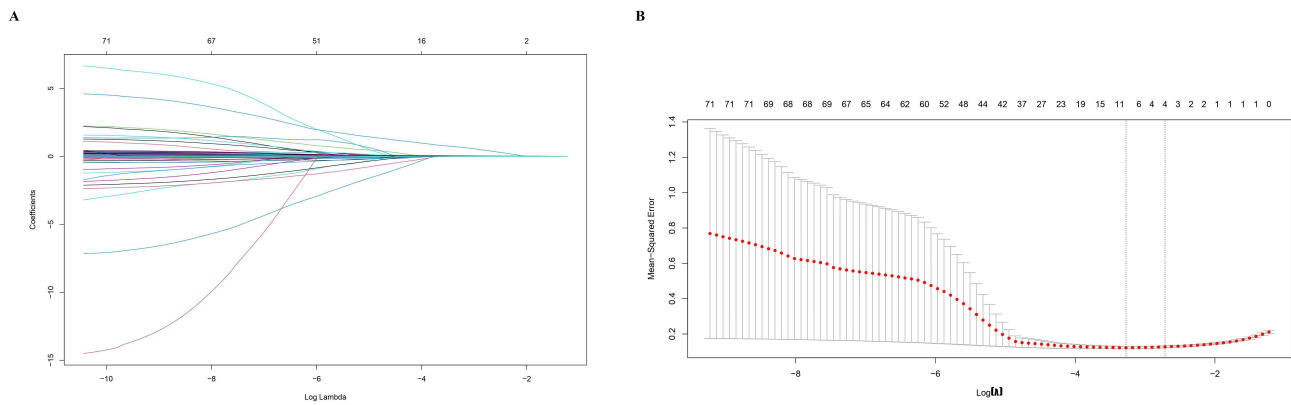 A
71 67 51 16 2
Coefficients
5
0
−5
−10
−15
−10 −8 −6 −4 −2
Log Lambda
B
71 71 71 69 68 68 69 67 65 64 62 60 52 48 44 37 27 23 19 15 11 6 4 4 3 2 2 1 1 1 1 0
Mean−Squared Error
1.4
1.2
1.0
0.8
0.6
0.4
0.2
−8 −6 −4 −2
Log(λ)